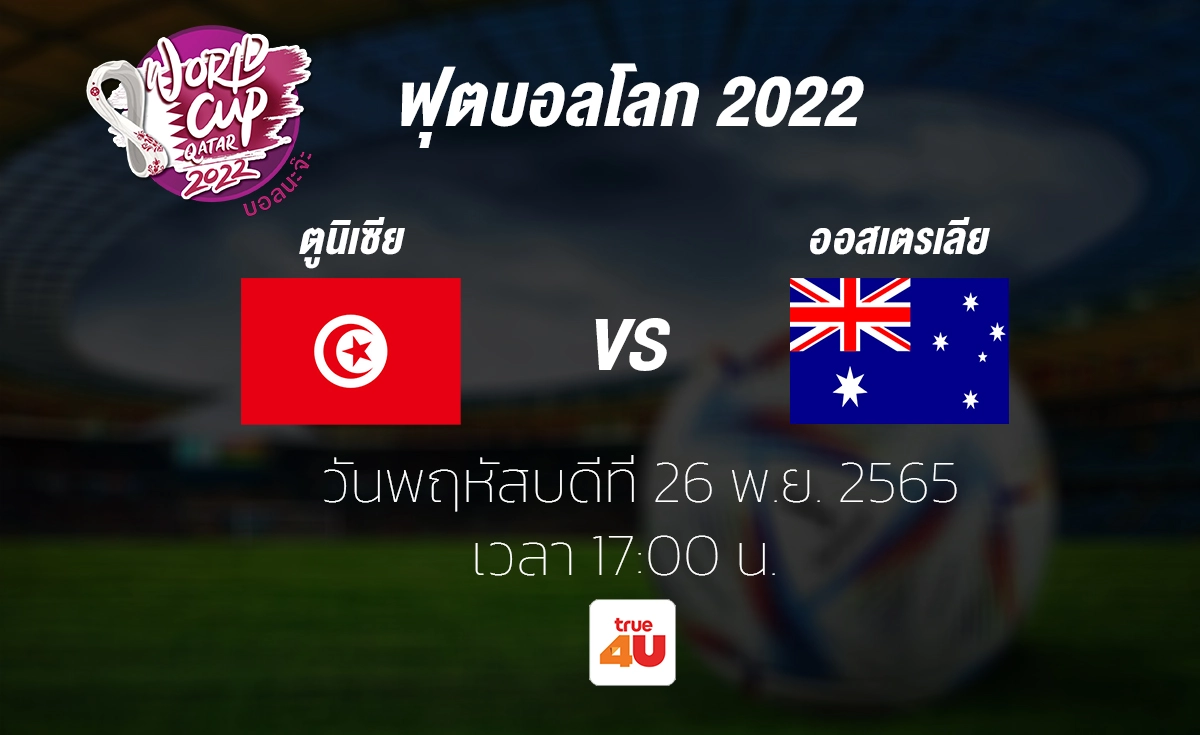 WORLD
CUP
QATAR
2022
บอลนะจ๊ะ
ฟุตบอลโลก 2022
ตูนิเซีย
ออสเตรเลีย
VS
วันพฤหัสบดีที่ 26 พ.ย. 2565
เวลา 17:00 น.
true
4U